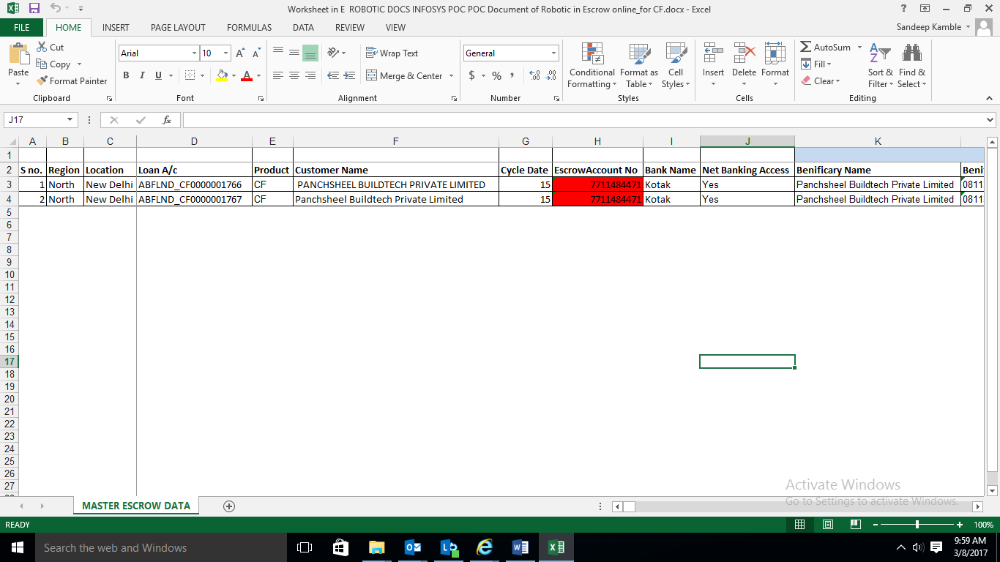 Worksheet in E ROBOTIC DOCS INFOSYS POC POC Document of Robotic in Escrow online_for CF.docx - Excel
FILE HOME INSERT PAGE LAYOUT FORMULAS DATA REVIEW VIEW Sandeep Kamble
Paste Cut Copy Format Painter
Arial 10 B I U
Wrap Text Merge & Center
General $ % ,
Conditional Formatting Format as Table Cell Styles
Insert Delete Format
AutoSum Fill Clear Sort & Filter Find & Select
Clipboard Font Alignment Number Styles Cells Editing
J17 fx
A B C D E F G H I J K
1
2 S no. Region Location Loan A/c Product Customer Name Cycle Date EscrowAccount No Bank Name Net Banking Access Benificary Name Beni
3 1 North New Delhi ABFLND_CF0000001766 CF PANCHSHEEL BUILDTECH PRIVATE LIMITED 15 7711484471 Kotak Yes Panchsheel Buildtech Private Limited 0811
4 2 North New Delhi ABFLND_CF0000001767 CF Panchsheel Buildtech Private Limited 15 7711484471 Kotak Yes Panchsheel Buildtech Private Limited 0811
5
6
7
8
9
10
11
12
13
14
15
16
17
18
19
20
21
22
23
24
25
26
27
Activate Windows
Go to Settings to activate Windows.
MASTER ESCROW DATA
READY 100%
Search the web and Windows
9:59 AM
3/8/2017